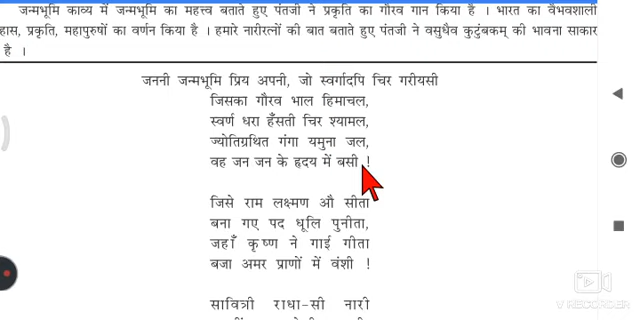 जन्मभूमि काव्य में जन्मभूमि का महत्त्व बताते हुए पंतजी ने प्रकृति का गौरव गान किया है । भारत का वैभवशाली
हास, प्रकृति, महापुरुषों का वर्णन किया है । हमारे नारीरत्नों की बात बताते हुए पंतजी ने वसुधैव कुटुंबकम् की भावना साकार
है ।
जननी जन्मभूमि प्रिय अपनी, जो स्वर्गादपि चिर गरीयसी
जिसका गौरव भाल हिमाचल,
स्वर्ण धरा हँसती चिर श्यामल,
ज्योतिग्रथित गंगा यमुना जल,
वह जन जन के हृदय में बसी !
जिसे राम लक्ष्मण औ सीता
बना गए पद धूलि पुनीता,
जहाँ कृष्ण ने गाई गीता
बजा अमर प्राणों में वंशी !
सावित्री राधा-सी नारी
V RECORDER